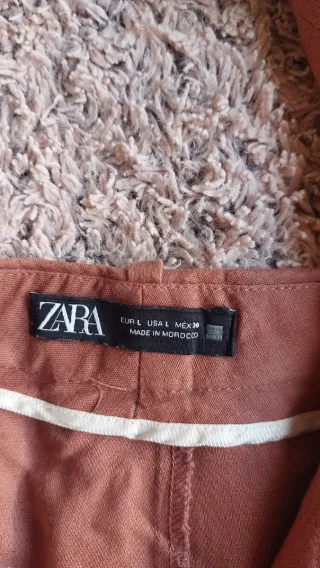 ZARA
EUR L USA L MEX 30
MADE IN MOROCCO